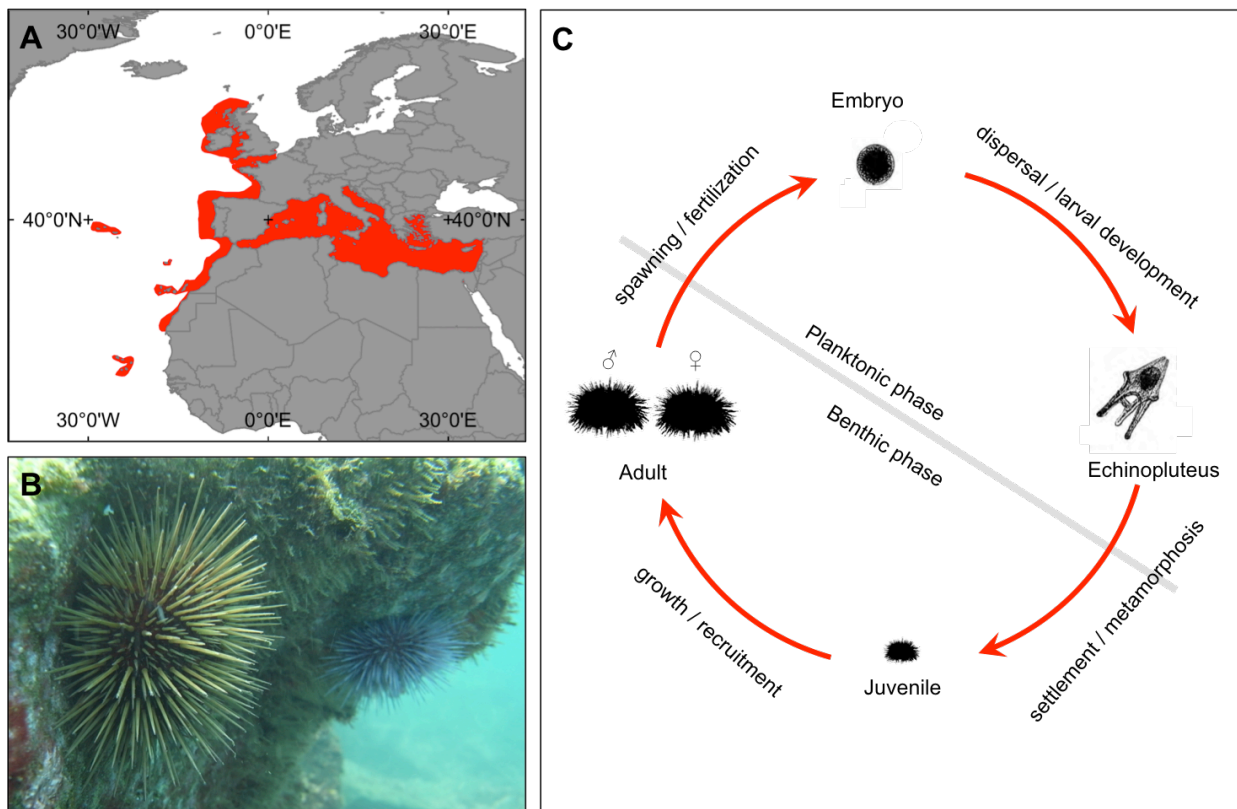 A
30°0'W
0°0'E
30°0'E
40°0'N
40°0'N
30°0'W
0°0'E
30°0'E
B
C
Embryo
spawning / fertilization
dispersal / larval development
Planktonic phase
Benthic phase
♂
♀
Adult
Echinopluteus
growth / recruitment
Juvenile
settlement / metamorphosis